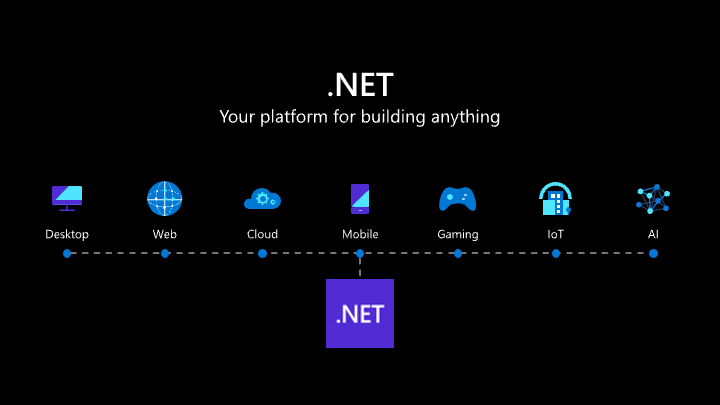 .NET
Your platform for building anything
Desktop Web Cloud Mobile Gaming IoT AI
.NET